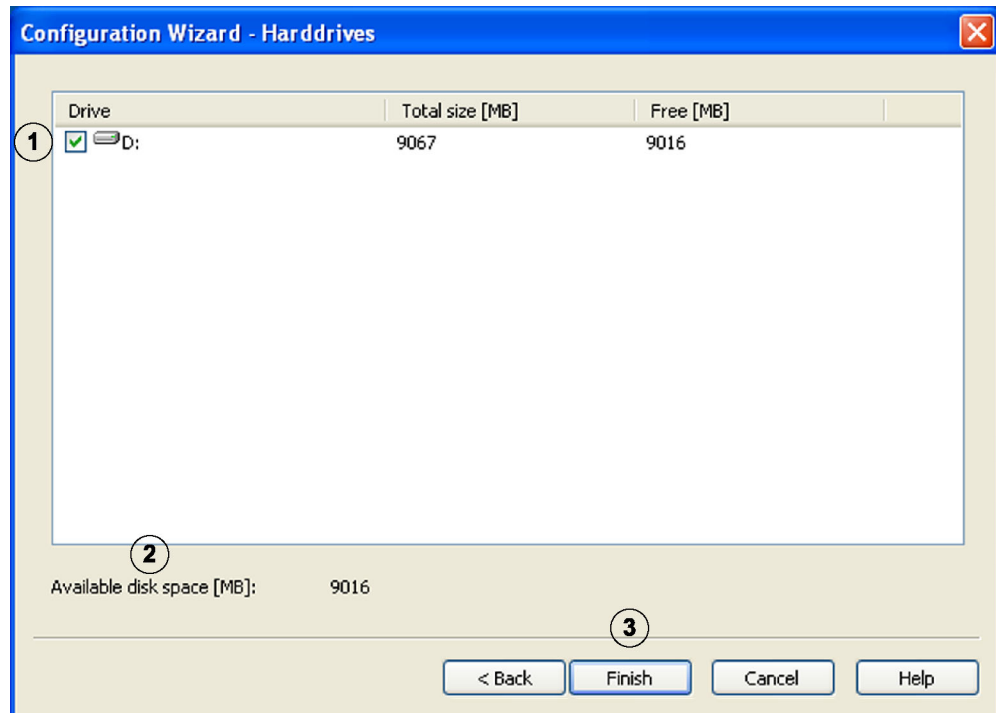 Configuration Wizard - Harddrives
Drive Total size [MB] Free [MB]
1 D: 9067 9016
2
Available disk space [MB]: 9016
3
< Back Finish Cancel Help